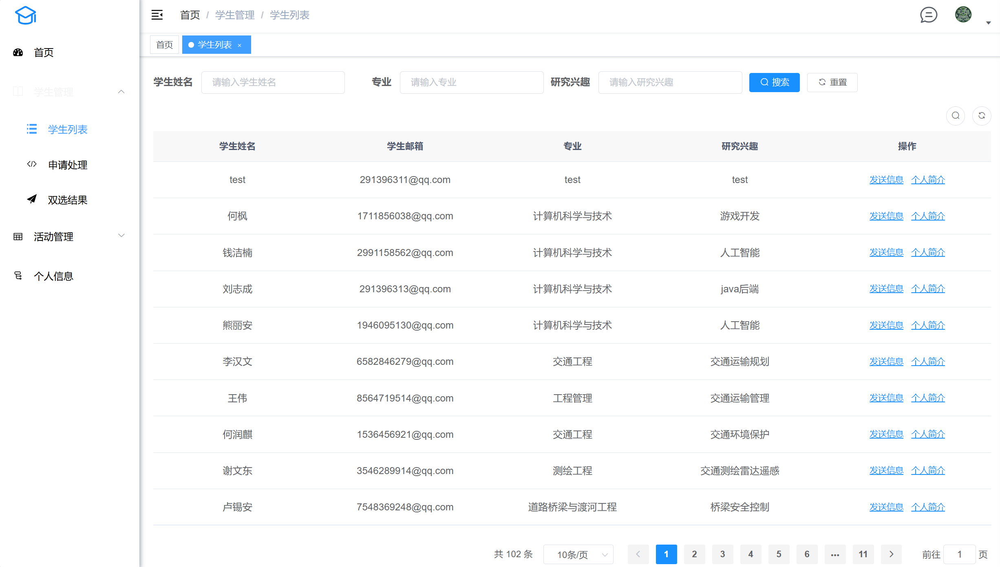 首页 / 学生管理 / 学生列表
首页
学生管理
学生列表
申请处理
双选结果
活动管理
个人信息
首页 学生列表 ×
学生姓名 请输入学生姓名 专业 请输入专业 研究兴趣 请输入研究兴趣 搜索 重置
学生姓名 学生邮箱 专业 研究兴趣 操作
test 291396311@qq.com test test 发送信息 个人简介
何枫 1711856038@qq.com 计算机科学与技术 游戏开发 发送信息 个人简介
钱洁楠 2991158562@qq.com 计算机科学与技术 人工智能 发送信息 个人简介
刘志成 291396313@qq.com 计算机科学与技术 java后端 发送信息 个人简介
熊丽安 1946095130@qq.com 计算机科学与技术 人工智能 发送信息 个人简介
李汉文 6582846279@qq.com 交通工程 交通运输规划 发送信息 个人简介
王伟 8564719514@qq.com 工程管理 交通运输管理 发送信息 个人简介
何润麒 1536456921@qq.com 交通工程 交通环境保护 发送信息 个人简介
谢文东 3546289914@qq.com 测绘工程 交通测绘雷达遥感 发送信息 个人简介
卢锡安 7548369248@qq.com 道路桥梁与渡河工程 桥梁安全控制 发送信息 个人简介
共 102 条 10条/页 1 2 3 4 5 6 ••• 11 前往 1 页